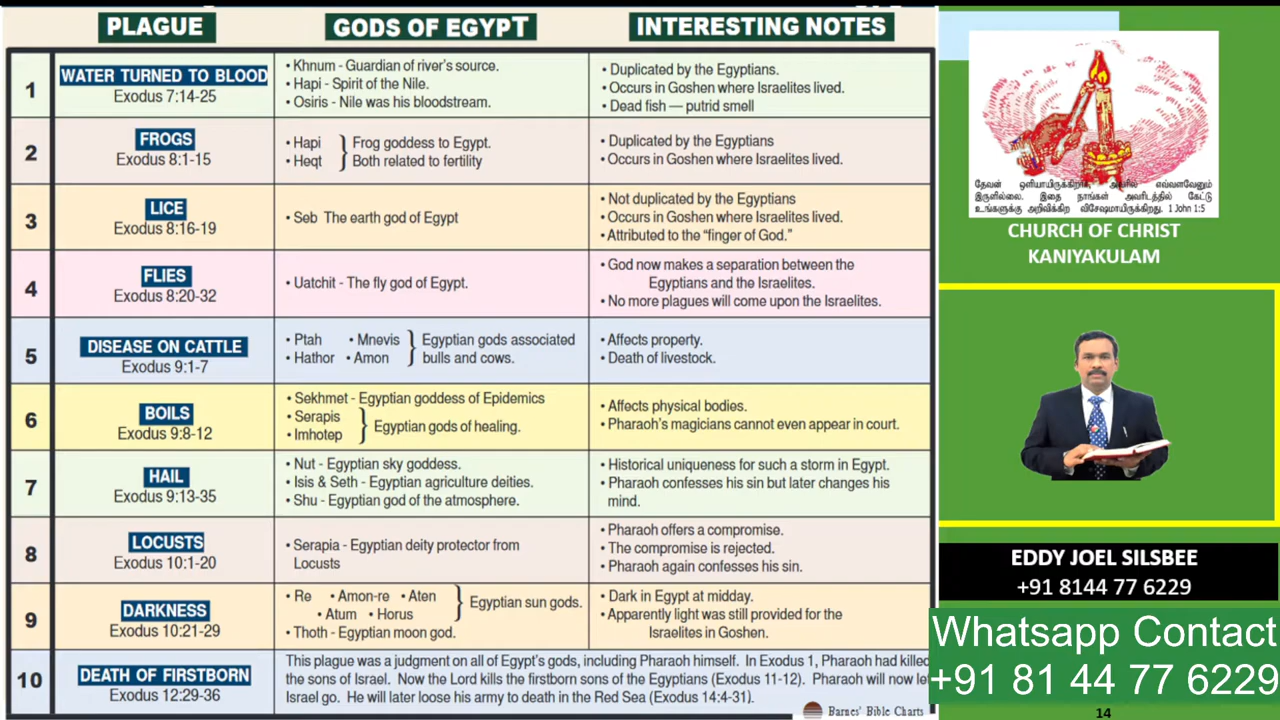 PLAGUE
GODS OF EGYPT
INTERESTING NOTES
1
WATER TURNED TO BLOOD
Exodus 7:14-25
• Khnum - Guardian of river's source.
• Hapi - Spirit of the Nile.
• Osiris - Nile was his bloodstream.
• Duplicated by the Egyptians.
• Occurs in Goshen where Israelites lived.
• Dead fish — putrid smell
2
FROGS
Exodus 8:1-15
• Hapi } Frog goddess to Egypt.
• Heqt } Both related to fertility
• Duplicated by the Egyptians
• Occurs in Goshen where Israelites lived.
3
LICE
Exodus 8:16-19
• Seb The earth god of Egypt
• Not duplicated by the Egyptians
• Occurs in Goshen where Israelites lived.
• Attributed to the “finger of God.”
4
FLIES
Exodus 8:20-32
• Uatchit - The fly god of Egypt.
• God now makes a separation between the
Egyptians and the Israelites.
• No more plagues will come upon the Israelites.
5
DISEASE ON CATTLE
Exodus 9:1-7
• Ptah • Mnevis } Egyptian gods associated
• Hathor • Amon } bulls and cows.
• Affects property.
• Death of livestock.
6
BOILS
Exodus 9:8-12
• Sekhmet - Egyptian goddess of Epidemics
• Serapis
• Imhotep } Egyptian gods of healing.
• Affects physical bodies.
• Pharaoh's magicians cannot even appear in court.
7
HAIL
Exodus 9:13-35
• Nut - Egyptian sky goddess.
• Isis & Seth - Egyptian agriculture deities.
• Shu - Egyptian god of the atmosphere.
• Historical uniqueness for such a storm in Egypt.
• Pharaoh confesses his sin but later changes his
mind.
8
LOCUSTS
Exodus 10:1-20
• Serapia - Egyptian deity protector from
Locusts
• Pharaoh offers a compromise.
• The compromise is rejected.
• Pharaoh again confesses his sin.
9
DARKNESS
Exodus 10:21-29
• Re • Amon-re • Aten
• Atum • Horus } Egyptian sun gods.
• Thoth - Egyptian moon god.
• Dark in Egypt at midday.
• Apparently light was still provided for the
Israelites in Goshen.
10
DEATH OF FIRSTBORN
Exodus 12:29-36
This plague was a judgment on all of Egypt's gods, including Pharaoh himself. In Exodus 1, Pharaoh had killed
the sons of Israel. Now the Lord kills the firstborn sons of the Egyptians (Exodus 11-12). Pharaoh will now let
Israel go. He will later loose his army to death in the Red Sea (Exodus 14:4-31).
Barnes' Bible Charts
தேவன் ஒளியாயிருக்கிறார், அவரில் எவ்வளவேனும்
இருளில்லை. இதை நாங்கள் அவரிடத்தில் கேட்டு
உங்களுக்கு அறிவிக்கிற விசேஷமாயிருக்கிறது. 1 John 1:5
CHURCH OF CHRIST
KANIYAKULAM
EDDY JOEL SILSBEE
+91 8144 77 6229
Whatsapp Contact
+91 81 44 77 6229
14